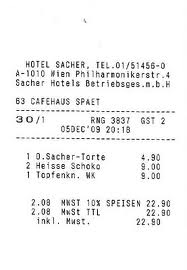 HOTEL SACHER, TEL.01/51456-0
A-1010 Wien Philharmonikerstr.4
Sacher Hotels Betriebsges.m.b.H
63 CAFEHAUS SPAET
30/1 RNG 3837 GST 2
05DEC'09 20:18
1 O.Sacher-Torte 4.90
2 Heisse Schoko 9.00
1 Topfenkn. WK 9.00
2.08 MWST 10% SPEISEN 22.90
2.08 MwSt TTL 22.90
inkl. Mwst. 22.90